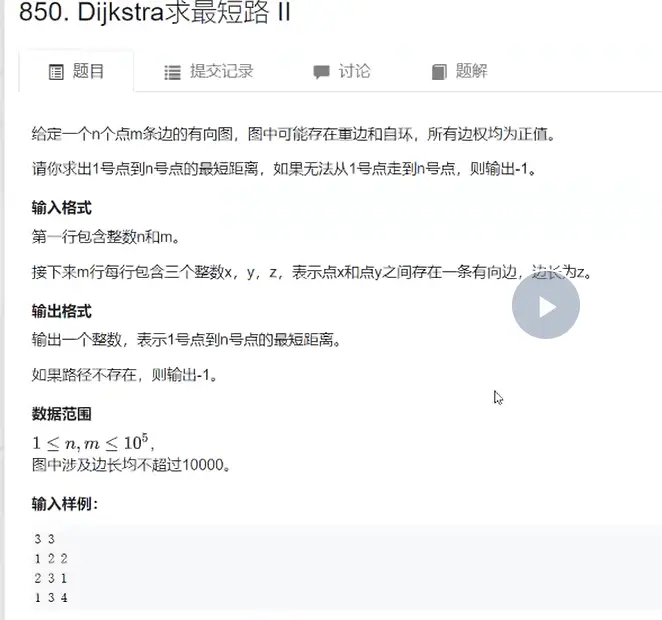 850. Dijkstra求最短路 II
题目 提交记录 讨论 题解
给定一个n个点m条边的有向图，图中可能存在重边和自环，所有边权均为正值。
请你求出1号点到n号点的最短距离，如果无法从1号点走到n号点，则输出-1。
输入格式
第一行包含整数n和m。
接下来m行每行包含三个整数x，y，z，表示点x和点y之间存在一条有向边，边长为z。
输出格式
输出一个整数，表示1号点到n号点的最短距离。
如果路径不存在，则输出-1。
数据范围
1 ≤ n, m ≤ 10⁵,
图中涉及边长均不超过10000。
输入样例：
3 3
1 2 2
2 3 1
1 3 4